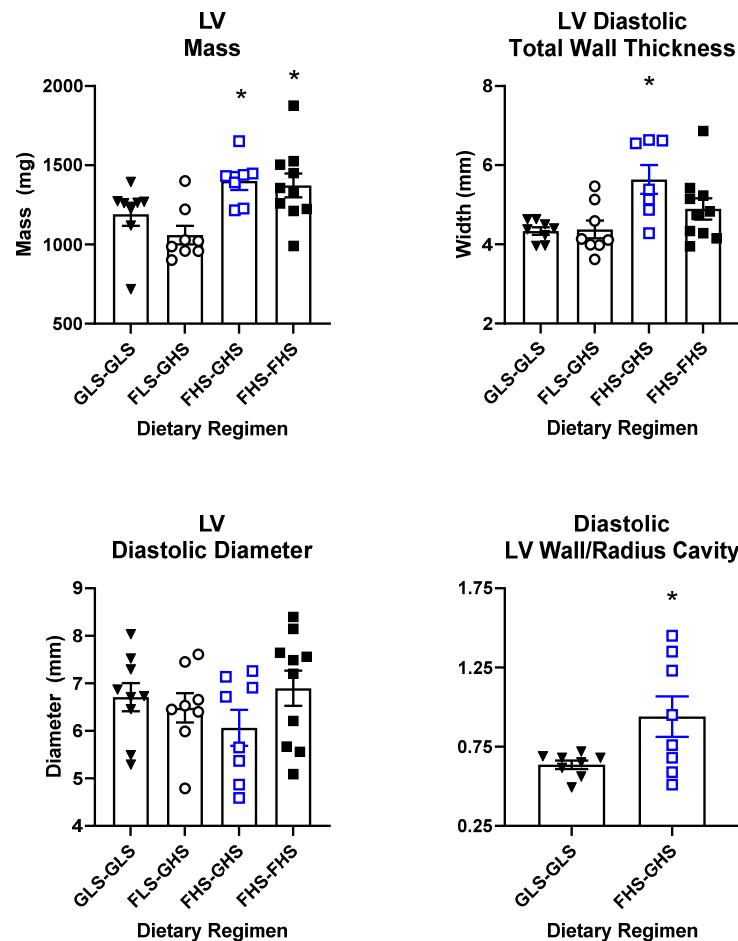 LV
Mass
Mass (mg)
2000
1500
1000
500
*
*
GLS-GLS
FLS-GHS
FHS-GHS
FHS-FHS
Dietary Regimen
LV Diastolic
Total Wall Thickness
Width (mm)
8
6
4
2
*
GLS-GLS
FLS-GHS
FHS-GHS
FHS-FHS
Dietary Regimen
LV
Diastolic Diameter
Diameter (mm)
9
8
7
6
5
4
GLS-GLS
FLS-GHS
FHS-GHS
FHS-FHS
Dietary Regimen
Diastolic
LV Wall/Radius Cavity
1.75
1.25
0.75
0.25
*
GLS-GLS
FHS-GHS
Dietary Regimen